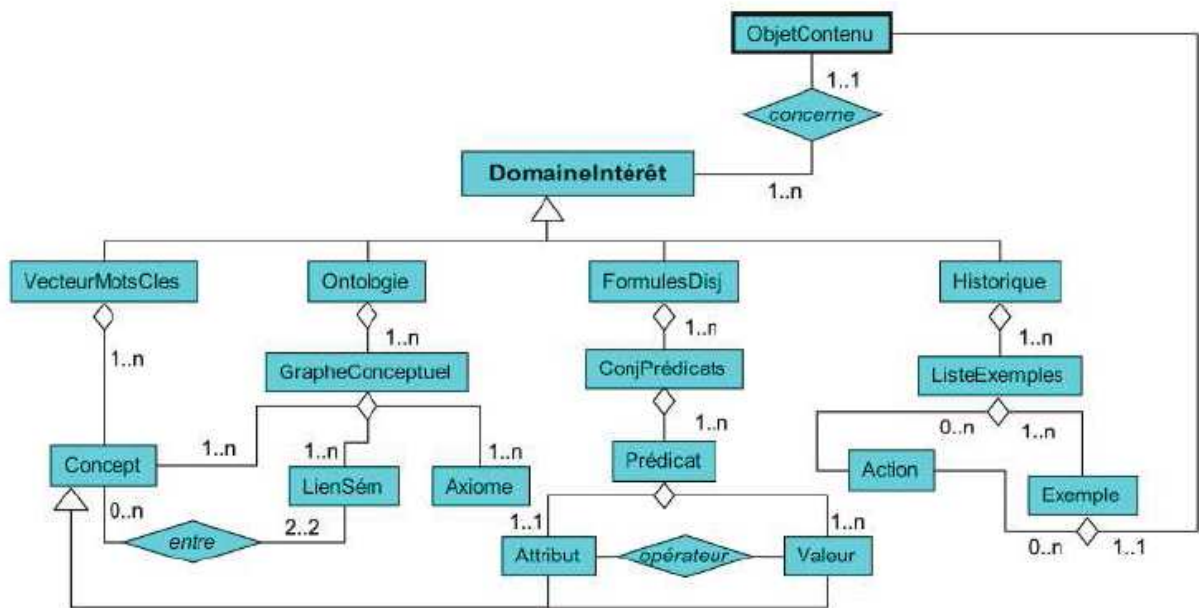 ObjetContenu
1..1
concerne
DomaineIntérêt
1..n
VecteurMotsCles
Ontologie
FormulesDisj
Historique
1..n
1..n
1..n
1..n
GrapheConceptuel
ConjPrédicats
ListeExemples
1..n
1..n
1..n
1..n
0..n
1..n
Concept
LienSém
Axiome
Prédicat
Action
Exemple
0..n
2..2
1..1
1..n
0..n
1..1
entre
Attribut
opérateur
Valeur